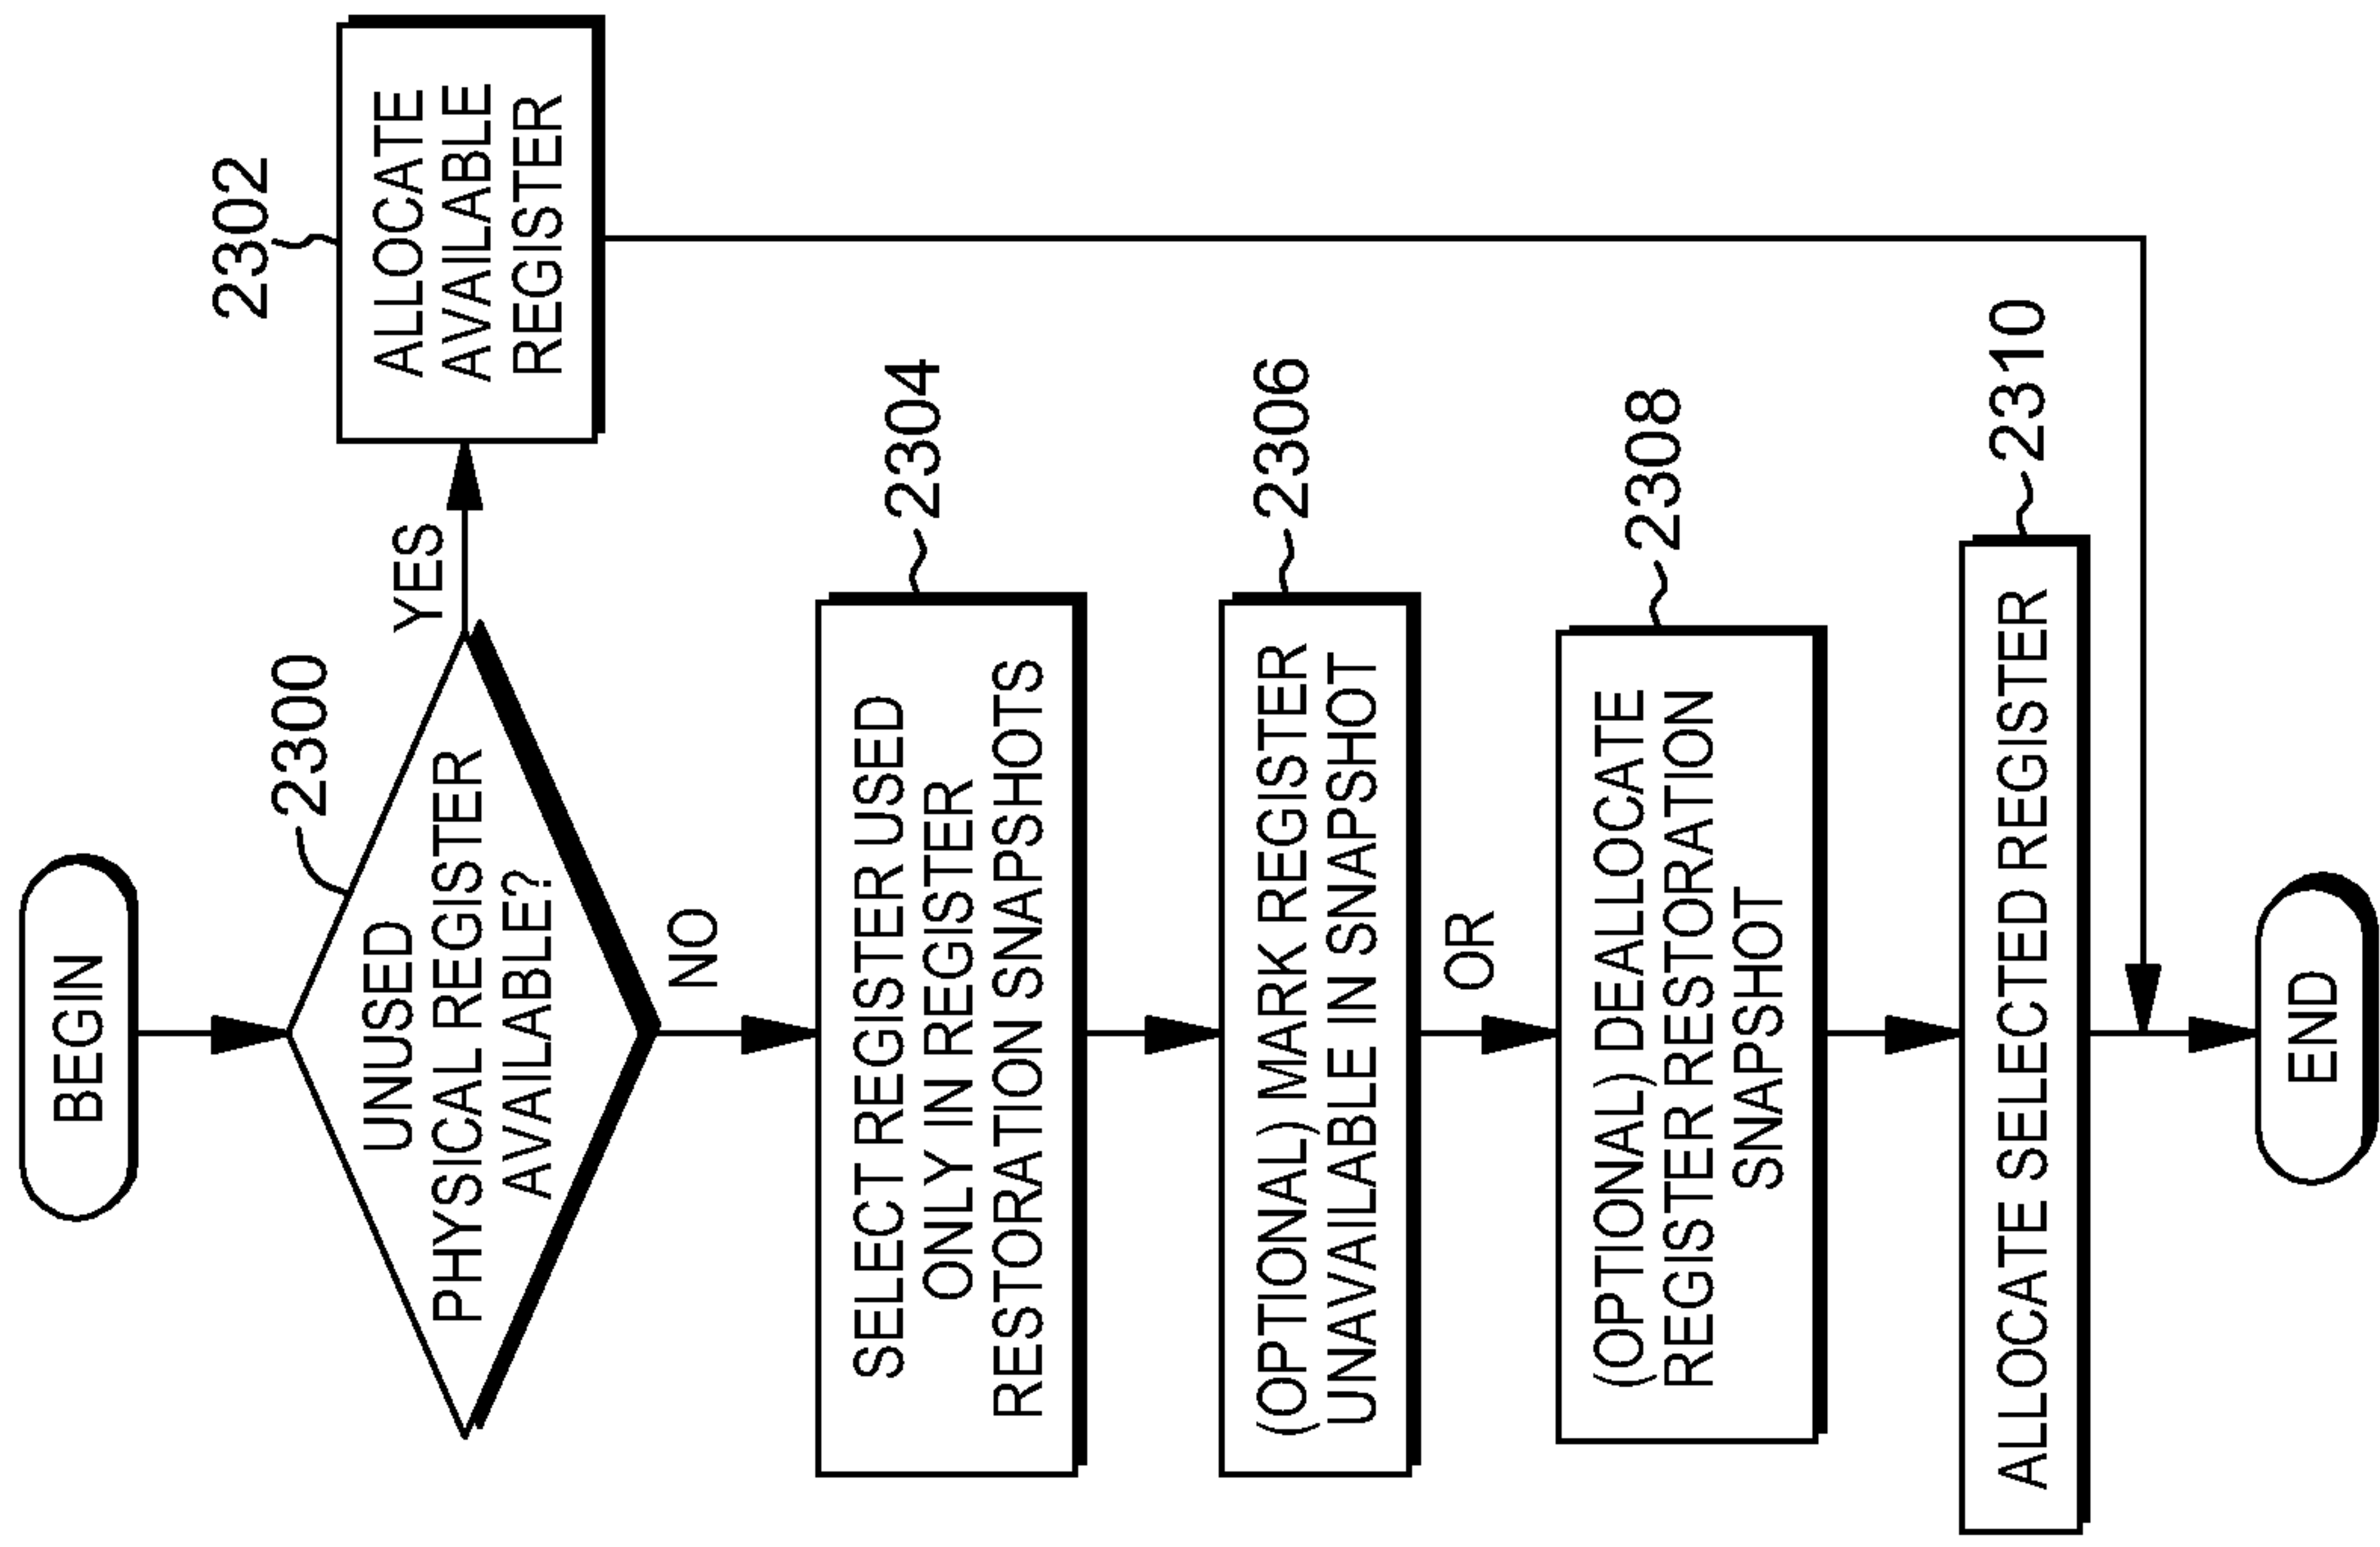 BEGIN
2300
UNUSED
PHYSICAL REGISTER
AVAILABLE?
YES
2302
ALLOCATE
AVAILABLE
REGISTER
NO
2304
SELECT REGISTER USED
ONLY IN REGISTER
RESTORATION SNAPSHOTS
2306
(OPTIONAL) MARK REGISTER
UNAVAILABLE IN SNAPSHOT
OR
2308
(OPTIONAL) DEALLOCATE
REGISTER RESTORATION
SNAPSHOT
2310
ALLOCATE SELECTED REGISTER
END